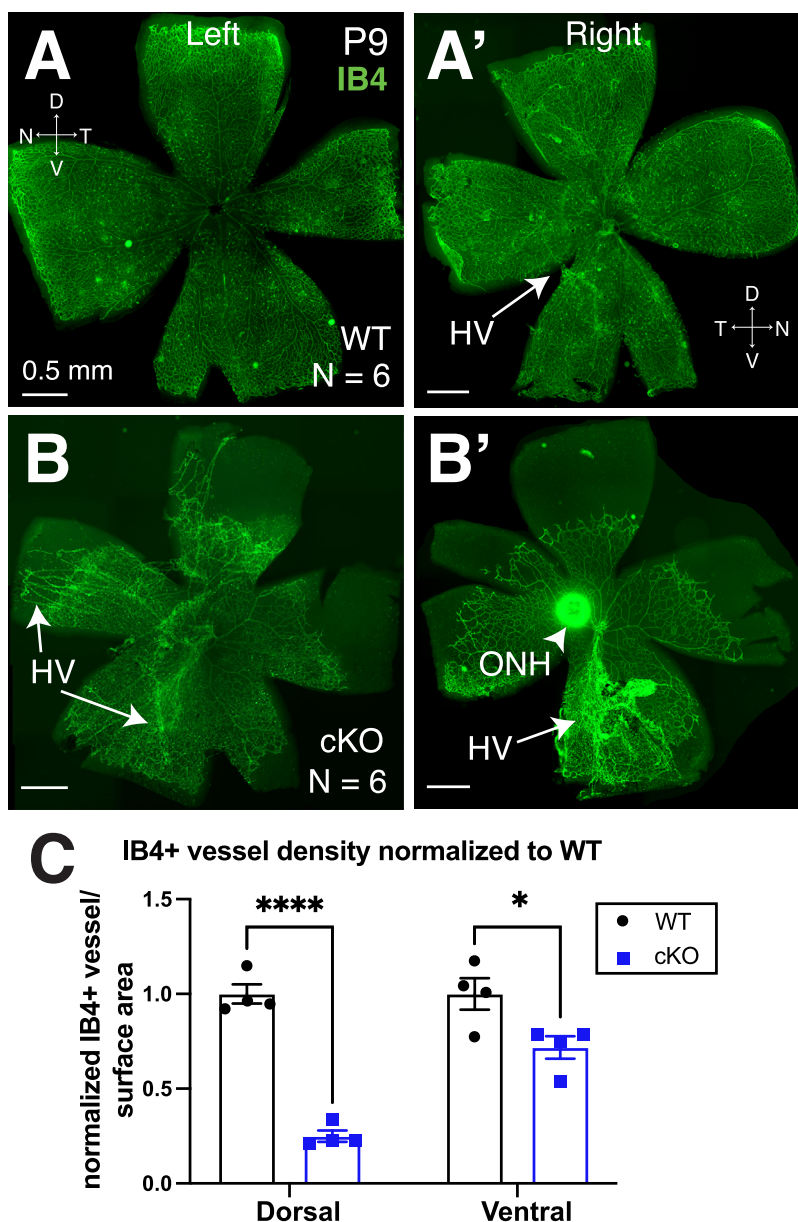 A
Left
P9
IB4
D
N
T
V
WT
0.5 mm
N = 6
A'
Right
HV
D
T
N
V
B
HV
cKO
N = 6
B'
ONH
HV
C
IB4+ vessel density normalized to WT
normalized IB4+ vessel/
surface area
1.5
1.0
0.5
0.0
****
*
WT
cKO
Dorsal
Ventral